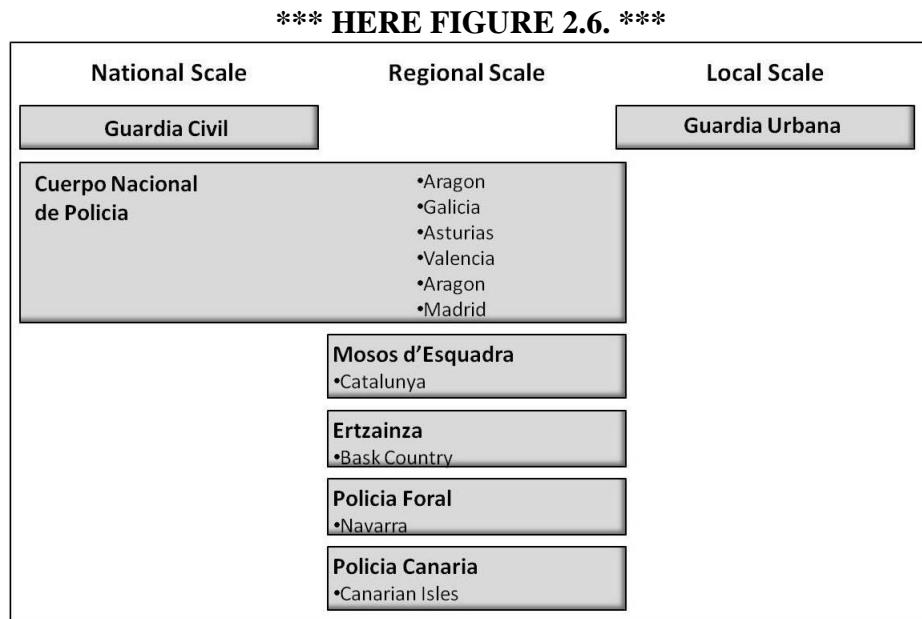 *** HERE FIGURE 2.6. ***
National Scale
Regional Scale
Local Scale
Guardia Civil
Guardia Urbana
Cuerpo Nacional
de Policia
•Aragon
•Galicia
•Asturias
•Valencia
•Aragon
•Madrid
Mosos d'Esquadra
•Catalunya
Ertzainza
•Bask Country
Policia Foral
•Navarra
Policia Canaria
•Canarian Isles